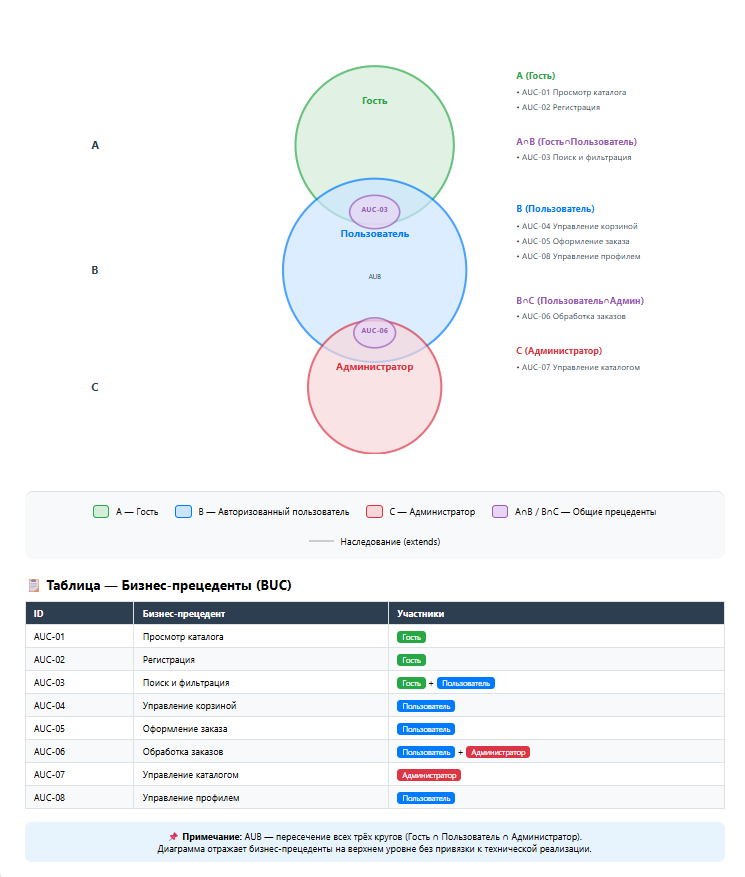 A
Гость
A (Гость)
• AUC-01 Просмотр каталога
• AUC-02 Регистрация
A∩B (Гость∩Пользователь)
• AUC-03 Поиск и фильтрация
B
AUC-03
Пользователь
AUB
B (Пользователь)
• AUC-04 Управление корзиной
• AUC-05 Оформление заказа
• AUC-08 Управление профилем
B∩C (Пользователь∩Админ)
• AUC-06 Обработка заказов
C
AUC-06
Администратор
C (Администратор)
• AUC-07 Управление каталогом
A — Гость B — Авторизованный пользователь C — Администратор A∩B / B∩C — Общие прецеденты
Наследование (extends)
Таблица — Бизнес-прецеденты (BUC)
ID Бизнес-прецедент Участники
AUC-01 Просмотр каталога Гость
AUC-02 Регистрация Гость
AUC-03 Поиск и фильтрация Гость + Пользователь
AUC-04 Управление корзиной Пользователь
AUC-05 Оформление заказа Пользователь
AUC-06 Обработка заказов Пользователь + Администратор
AUC-07 Управление каталогом Администратор
AUC-08 Управление профилем Пользователь
Примечание: AUB — пересечение всех трёх кругов (Гость ∩ Пользователь ∩ Администратор).
Диаграмма отражает бизнес-прецеденты на верхнем уровне без привязки к технической реализации.